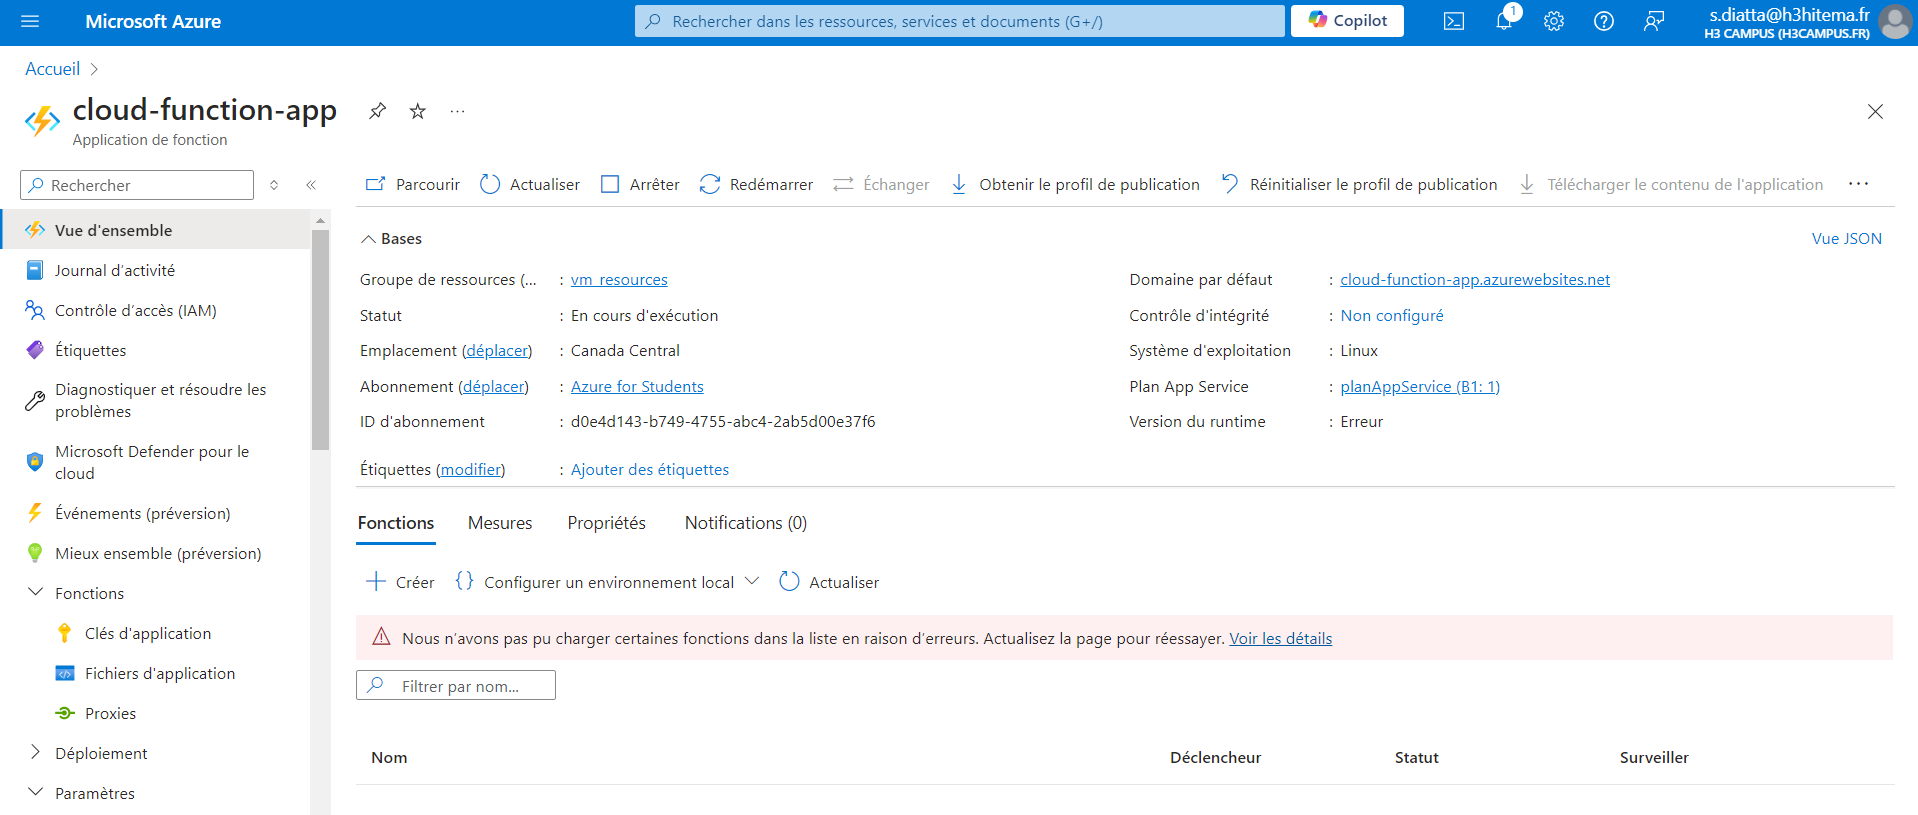 Microsoft Azure
Rechercher dans les ressources, services et documents (G+/)
Copilot
1
s.diatta@h3hitema.fr
H3 CAMPUS (H3CAMPUS.FR)
Accueil
cloud-function-app
Application de fonction
Rechercher
Parcourir
Actualiser
Arrêter
Redémarrer
Échanger
Obtenir le profil de publication
Réinitialiser le profil de publication
Télécharger le contenu de l'application
Vue d'ensemble
Journal d’activité
Contrôle d’accès (IAM)
Étiquettes
Diagnostiquer et résoudre les
problèmes
Microsoft Defender pour le
cloud
Événements (préversion)
Mieux ensemble (préversion)
Fonctions
Clés d'application
Fichiers d'application
Proxies
Déploiement
Paramètres
Bases
Vue JSON
Groupe de ressources (... : vm_resources
Statut : En cours d'exécution
Emplacement (déplacer) : Canada Central
Abonnement (déplacer) : Azure for Students
ID d'abonnement : d0e4d143-b749-4755-abc4-2ab5d00e37f6
Étiquettes (modifier) : Ajouter des étiquettes
Domaine par défaut : cloud-function-app.azurewebsites.net
Contrôle d'intégrité : Non configuré
Système d'exploitation : Linux
Plan App Service : planAppService (B1: 1)
Version du runtime : Erreur
Fonctions
Mesures
Propriétés
Notifications (0)
Créer
Configurer un environnement local
Actualiser
Nous n’avons pas pu charger certaines fonctions dans la liste en raison d’erreurs. Actualisez la page pour réessayer. Voir les détails
Filtrer par nom...
Nom
Déclencheur
Statut
Surveiller